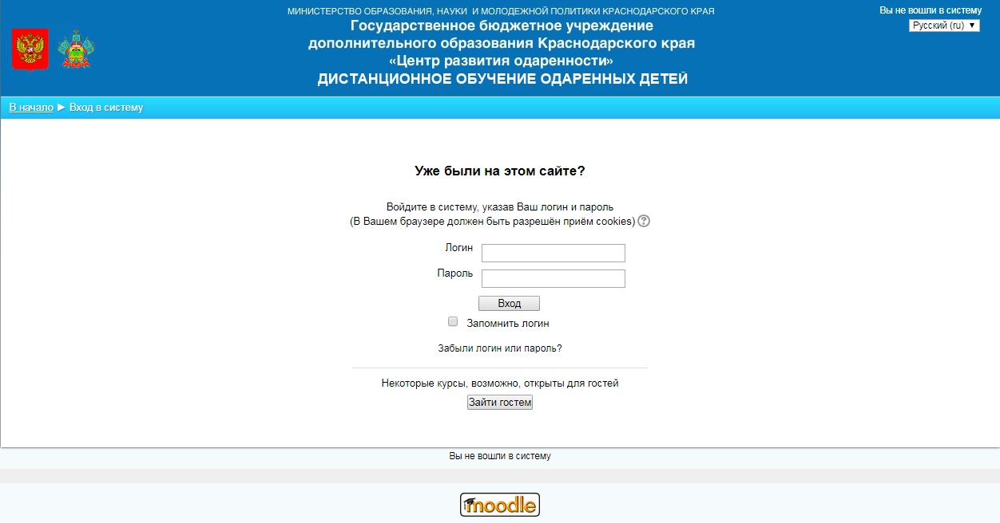 МИНИСТЕРСТВО ОБРАЗОВАНИЯ, НАУКИ И МОЛОДЕЖНОЙ ПОЛИТИКИ КРАСНОДАРСКОГО КРАЯ
Государственное бюджетное учреждение
дополнительного образования Краснодарского края
«Центр развития одаренности»
ДИСТАНЦИОННОЕ ОБУЧЕНИЕ ОДАРЕННЫХ ДЕТЕЙ
Вы не вошли в систему
Русский (ru) ▼
В начало ► Вход в систему
Уже были на этом сайте?
Войдите в систему, указав Ваш логин и пароль
(В Вашем браузере должен быть разрешён приём cookies) ?
Логин
Пароль
Вход
Запомнить логин
Забыли логин или пароль?
Некоторые курсы, возможно, открыты для гостей
Зайти гостем
Вы не вошли в систему
moodle